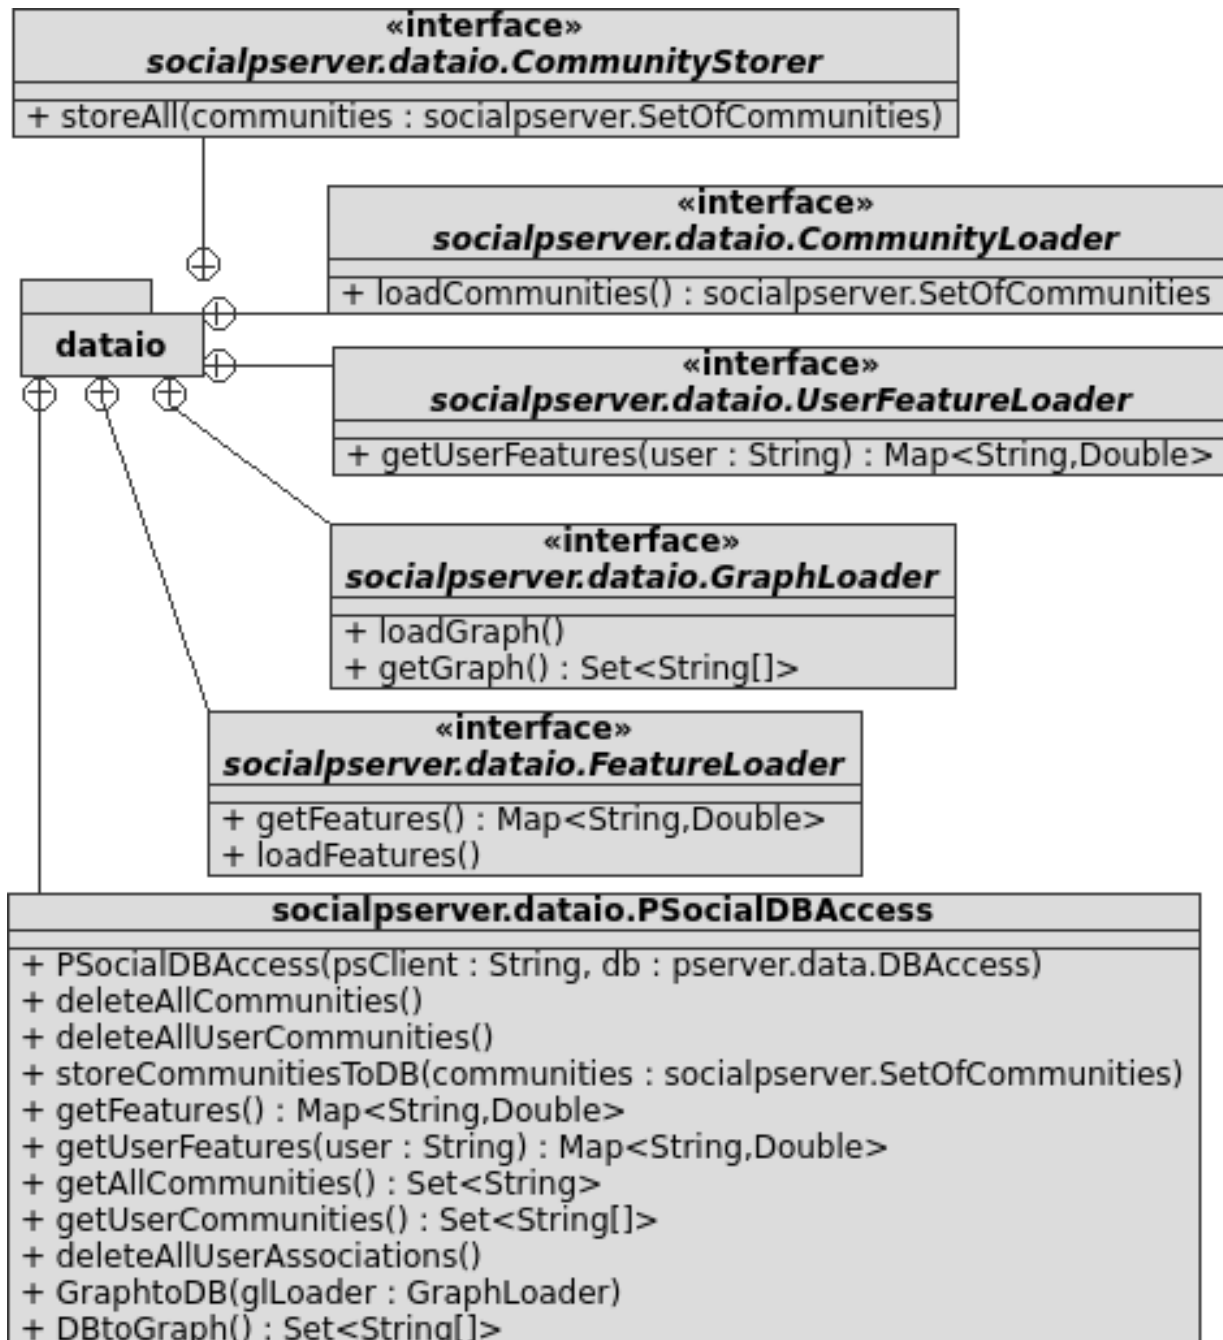 «interface»
socialpserver.dataio.CommunityStorer
+ storeAll(communities : socialpserver.SetOfCommunities)
«interface»
socialpserver.dataio.CommunityLoader
+ loadCommunities() : socialpserver.SetOfCommunities
dataio
«interface»
socialpserver.dataio.UserFeatureLoader
+ getUserFeatures(user : String) : Map<String,Double>
«interface»
socialpserver.dataio.GraphLoader
+ loadGraph()
+ getGraph() : Set<String[]>
«interface»
socialpserver.dataio.FeatureLoader
+ getFeatures() : Map<String,Double>
+ loadFeatures()
socialpserver.dataio.PSocialDBAccess
+ PSocialDBAccess(psClient : String, db : pserver.data.DBAccess)
+ deleteAllCommunities()
+ deleteAllUserCommunities()
+ storeCommunitiesToDB(communities : socialpserver.SetOfCommunities)
+ getFeatures() : Map<String,Double>
+ getUserFeatures(user : String) : Map<String,Double>
+ getAllCommunities() : Set<String>
+ getUserCommunities() : Set<String[]>
+ deleteAllUserAssociations()
+ GraphtoDB(glLoader : GraphLoader)
+ DBtoGraph() : Set<String[]>